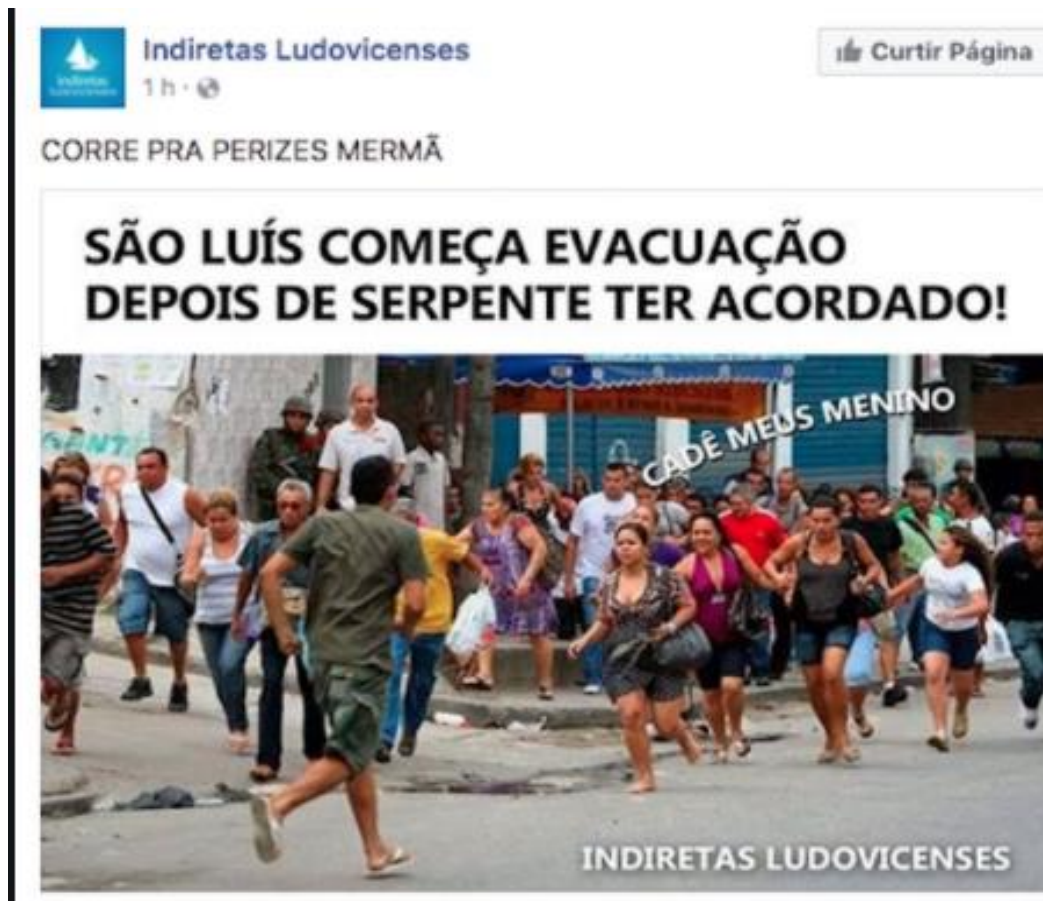 Indiretas Ludovicenses
Curtir Página
1 h
CORRE PRA PERIZES MERMÃ
SÃO LUÍS COMEÇA EVACUAÇÃO
DEPOIS DE SERPENTE TER ACORDADO!
CADÊ MEUS MENINO
INDIRETAS LUDOVICENSES